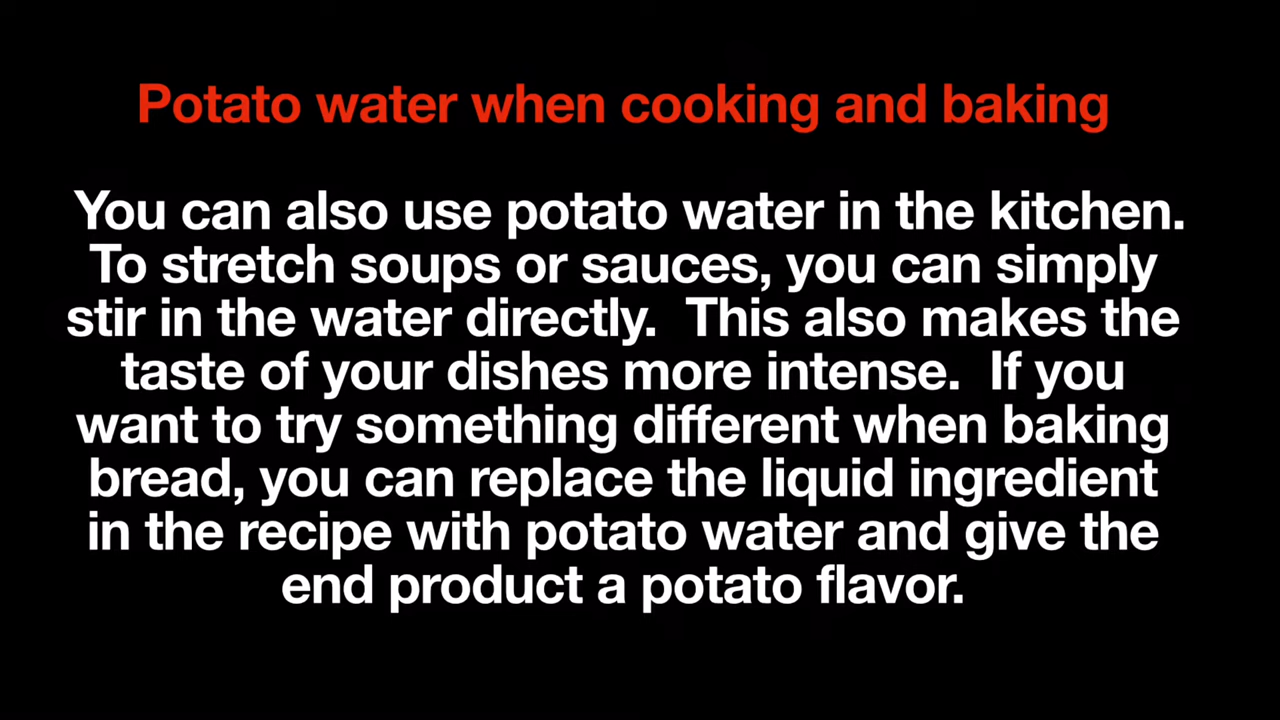 Potato water when cooking and baking
You can also use potato water in the kitchen.
To stretch soups or sauces, you can simply
stir in the water directly.  This also makes the
taste of your dishes more intense.  If you
want to try something different when baking
bread, you can replace the liquid ingredient
in the recipe with potato water and give the
end product a potato flavor.